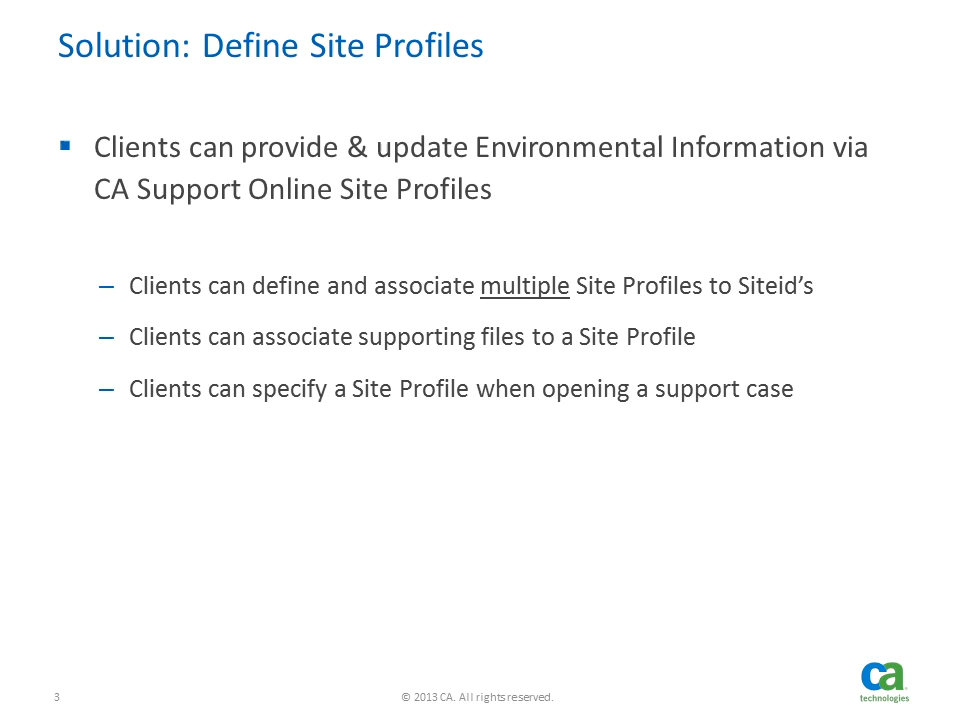 Solution: Define Site Profiles
▪ Clients can provide & update Environmental Information via
CA Support Online Site Profiles
– Clients can define and associate multiple Site Profiles to Siteid’s
– Clients can associate supporting files to a Site Profile
– Clients can specify a Site Profile when opening a support case
3
© 2013 CA. All rights reserved.
ca
technologies